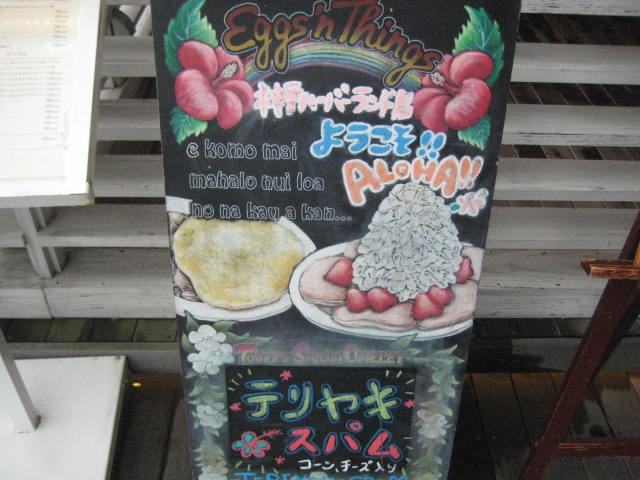 Eggs'n Things
神戸ハーバーランド店
ようこそ!!
ALOHA!!
e komo mai
mahalo nui loa
no na kau a kau...
Today's Special Omelet
テリヤキ
スパム
コーン、チーズ入り